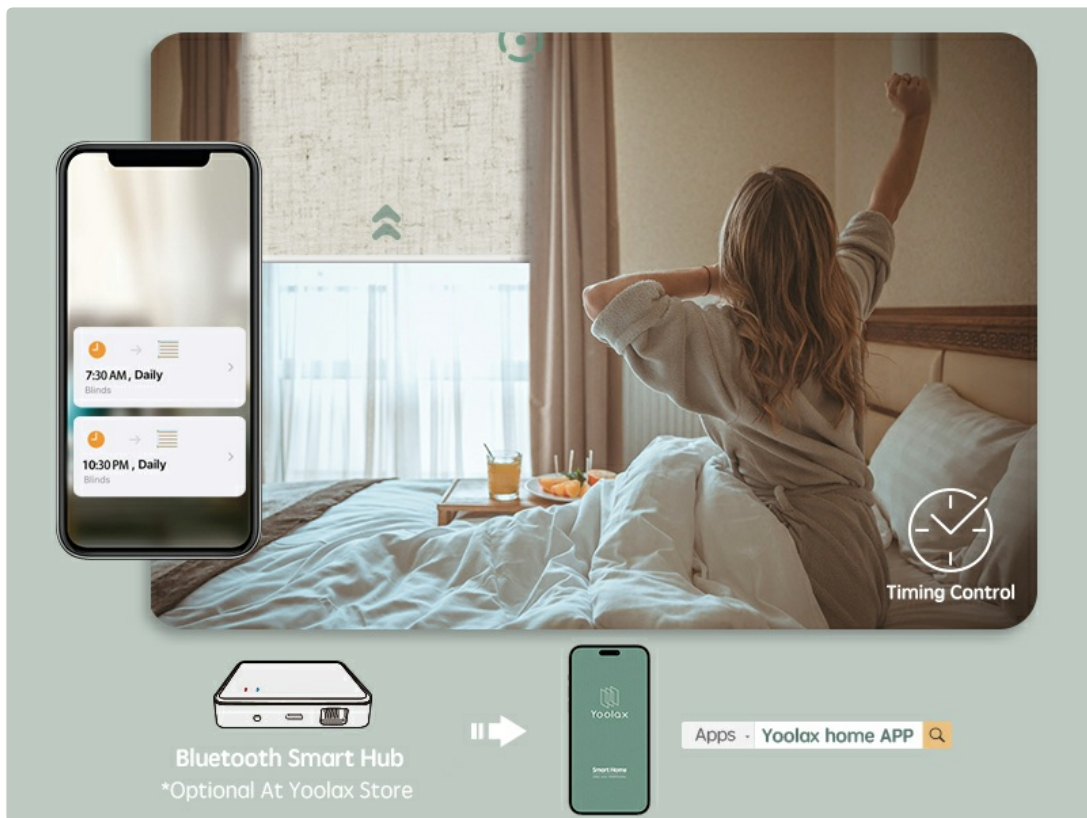 7:30 AM, Daily
Blinds
10:30 PM, Daily
Blinds
Timing Control
Bluetooth Smart Hub
*Optional At Yoolax Store
Yoolax
Smart Home
Apps - Yoolax home APP